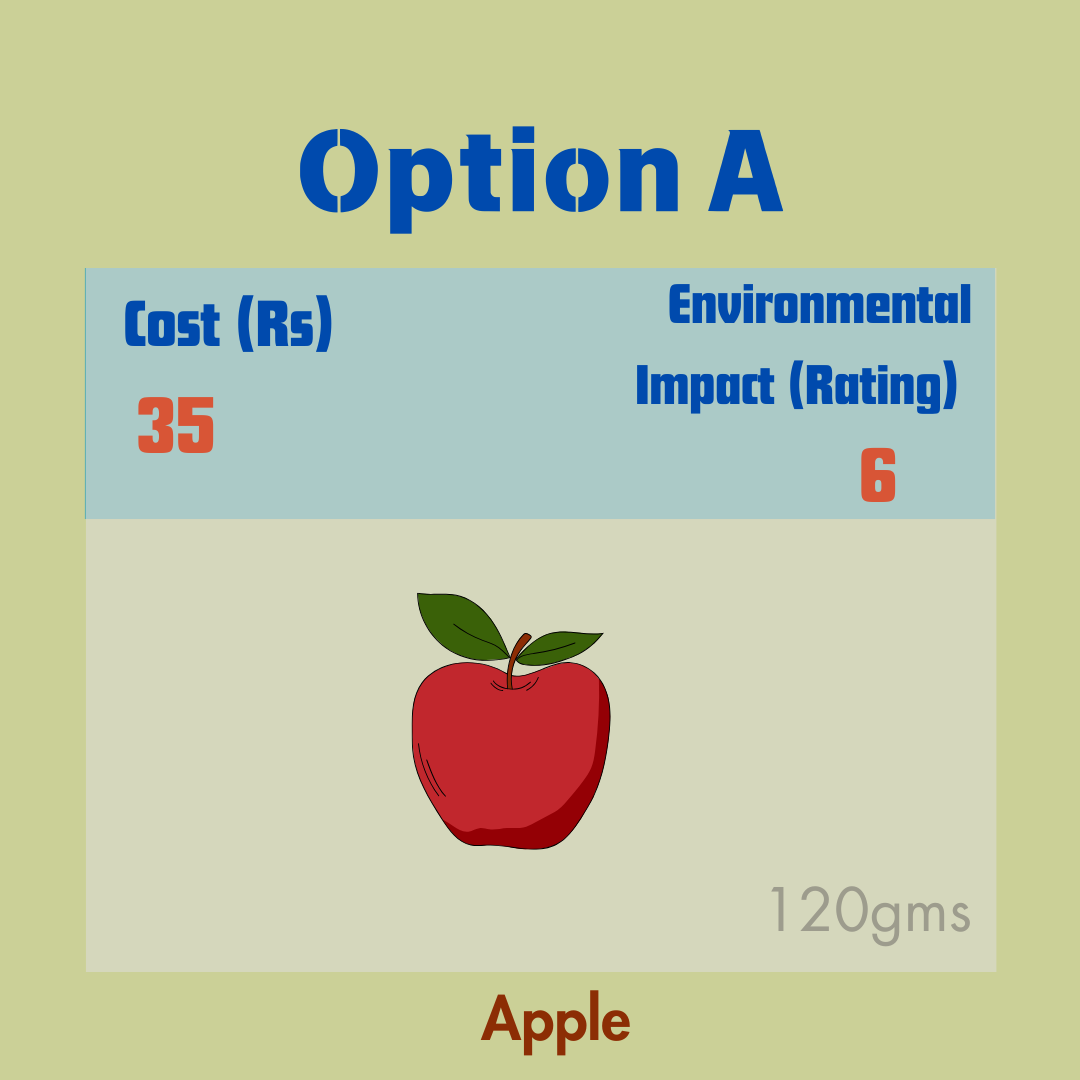 Option A
Cost (Rs)
35
Environmental
Impact (Rating)
6
120gms
Apple